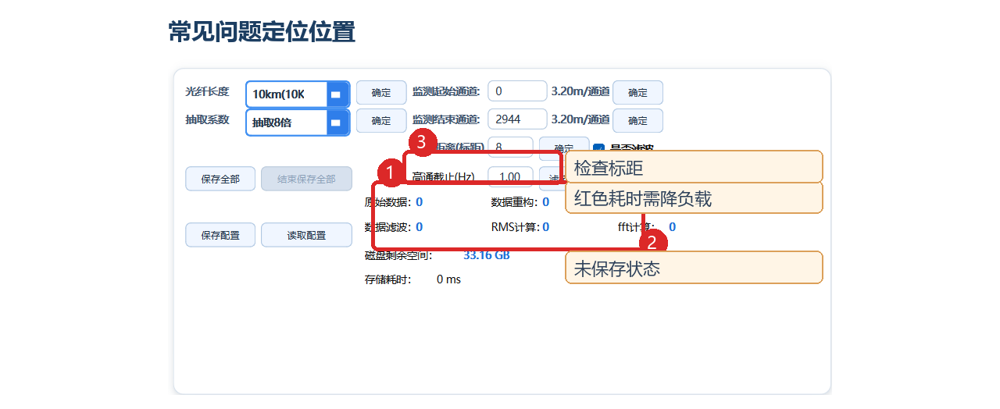 常见问题定位位置
光纤长度 10km(10K 确定 监测起始通道: 0 3.20m/通道 确定
抽取系数 抽取8倍 确定 监测结束通道: 2944 3.20m/通道 确定
3 距离(标距) 8 确定 是否滤波
检查标距
1 高通截止(Hz) 1.00 滤
保存全部 结束保存全部
红色耗时需降负载
原始数据: 0 数据重构: 0
数据滤波: 0 RMS计算: 0 fft计算: 0
保存配置 读取配置
2
磁盘剩余空间: 33.16 GB
未保存状态
存储耗时: 0 ms